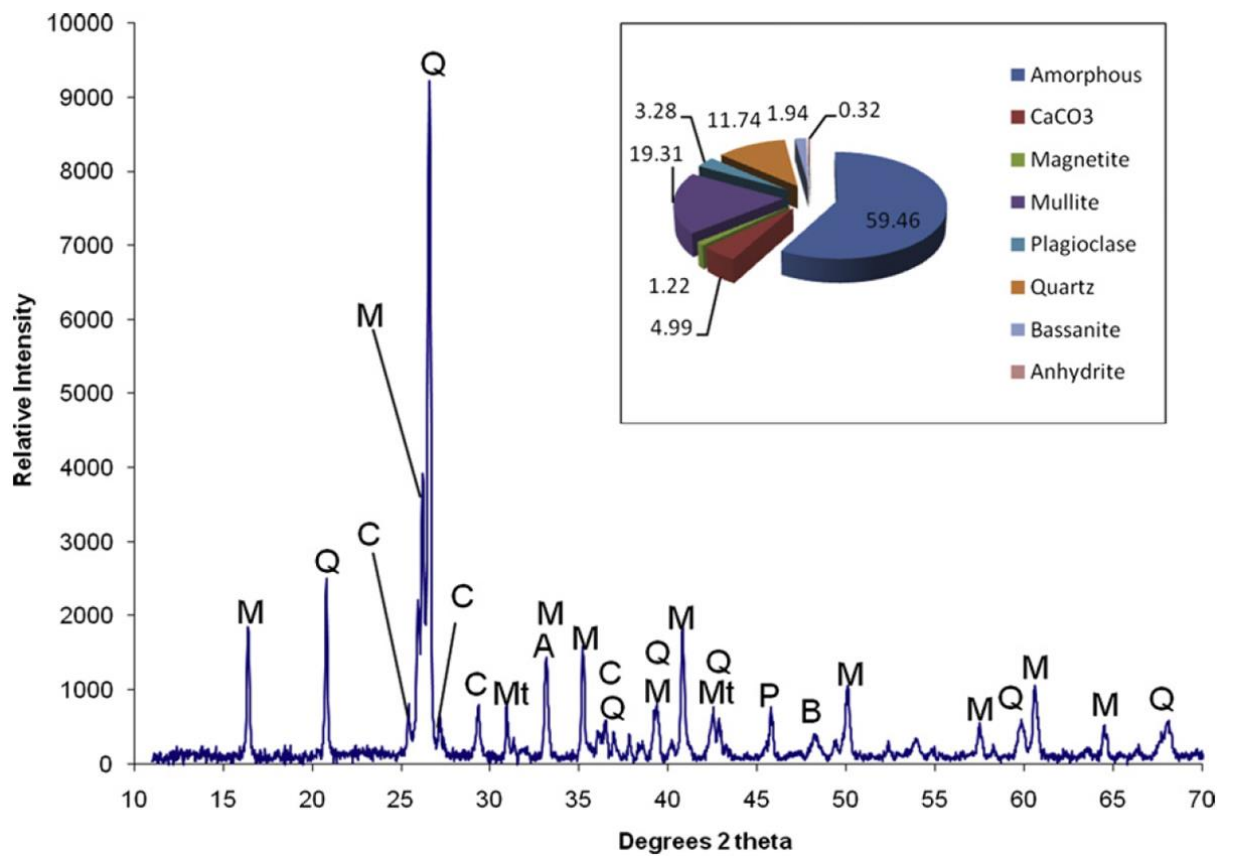 10000
9000
8000
7000
6000
5000
4000
3000
2000
1000
0
Relative Intensity
10 15 20 25 30 35 40 45 50 55 60 65 70
Degrees 2 theta
M
Q
C
M
Q
C
C
Mt
M
A
M
C
Q
Q
M
M
Q
Mt
P
B
M
M
Q
M
M
Q
3.28
11.74
1.94
0.32
19.31
59.46
1.22
4.99
Amorphous
CaCO3
Magnetite
Mullite
Plagioclase
Quartz
Bassanite
Anhydrite